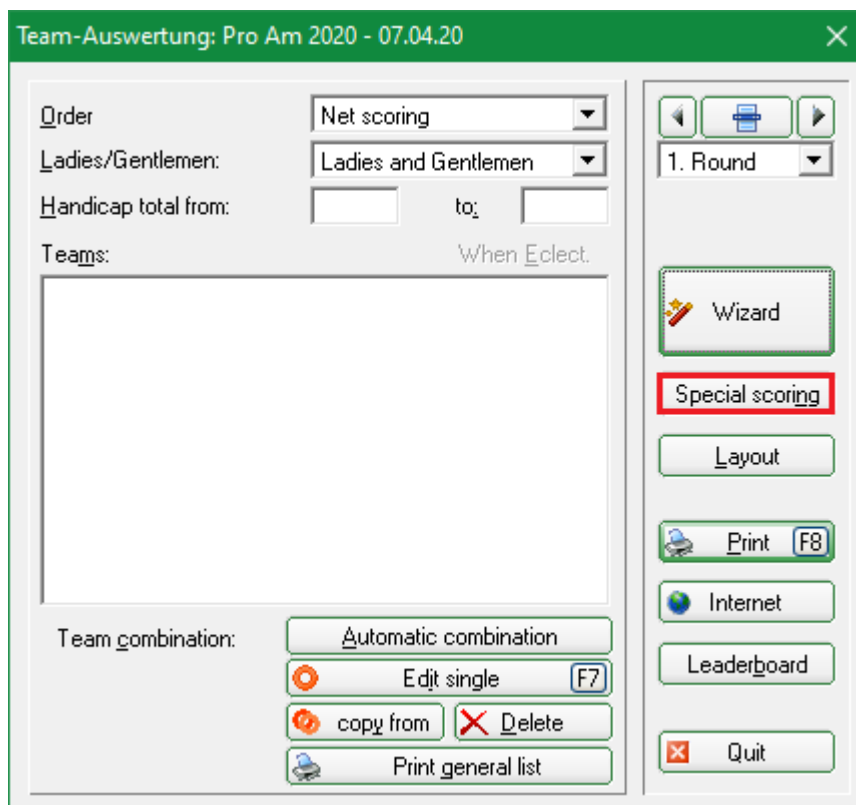 Team-Auswertung: Pro Am 2020 - 07.04.20
Order
Net scoring
Ladies/Gentlemen:
Ladies and Gentlemen
Handicap total from:
to:
Teams:
When Eclect.
Team combination:
Automatic combination
Edit single
F7
copy from
Delete
Print general list
1. Round
Wizard
Special scoring
Layout
Print
F8
Internet
Leaderboard
Quit